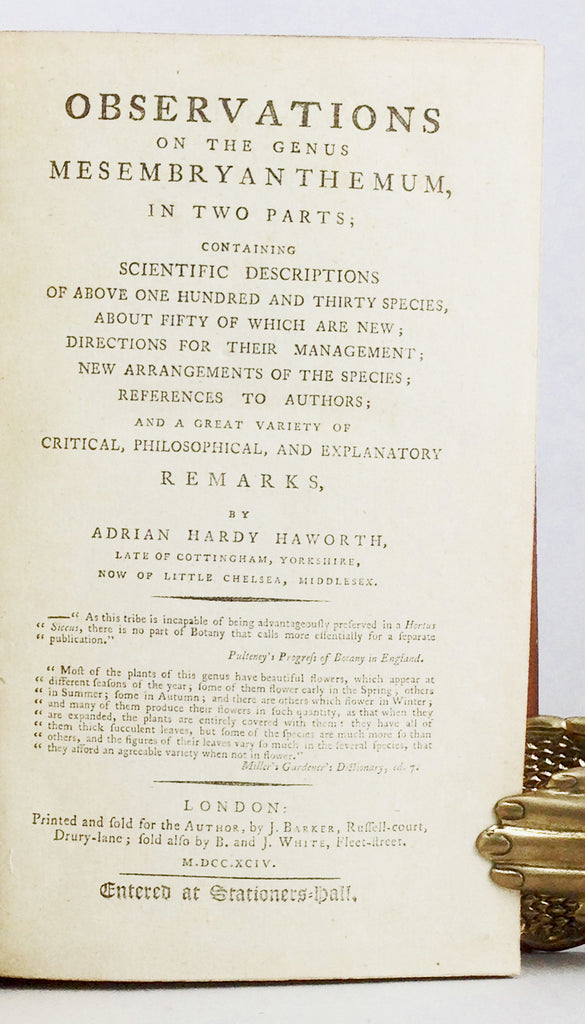 OBSERVATIONS
ON THE GENUS
MESEMBRYANTHEMUM,
IN TWO PARTS;
CONTAINING
SCIENTIFIC DESCRIPTIONS
OF ABOVE ONE HUNDRED AND THIRTY SPECIES,
ABOUT FIFTY OF WHICH ARE NEW;
DIRECTIONS FOR THEIR MANAGEMENT;
NEW ARRANGEMENTS OF THE SPECIES;
REFERENCES TO AUTHORS;
AND A GREAT VARIETY OF
CRITICAL, PHILOSOPHICAL, AND EXPLANATORY
REMARKS,
BY
ADRIAN HARDY HAWORTH,
LATE OF COTTINGHAM, YORKSHIRE,
NOW OF LITTLE CHELSEA, MIDDLESEX.
——“ As this tribe is incapable of being advantageouſly preſerved in a Hortus
“ Siccus, there is no part of Botany that calls more eſſentially for a ſeparate
“ publication.”
Pulteney's Progreſs of Botany in England.
“ Moſt of the plants of this genus have beautiful flowers, which appear at
“ different ſeaſons of the year; ſome of them flower early in the Spring, others
“ in Summer; ſome in Autumn; and there are others which flower in Winter;
“ and many of them produce their flowers in ſuch quantity, as that when they
“ are expanded, the plants are entirely covered with them: they have all of
“ them thick ſucculent leaves, but ſome of the ſpecies are much more ſo than
“ others, and the figures of their leaves vary ſo much in the ſeveral ſpecies, that
“ they afford an agreeable variety when not in flower.”
Miller's Gardener's Dictionary, ed. 7.
LONDON:
Printed and ſold for the AUTHOR, by J. BARKER, Ruſſell-court,
Drury-lane; ſold alſo by B. and J. WHITE, Fleet-ſtreet.
M.DCC.XCIV.
Entered at Stationers-Hall.